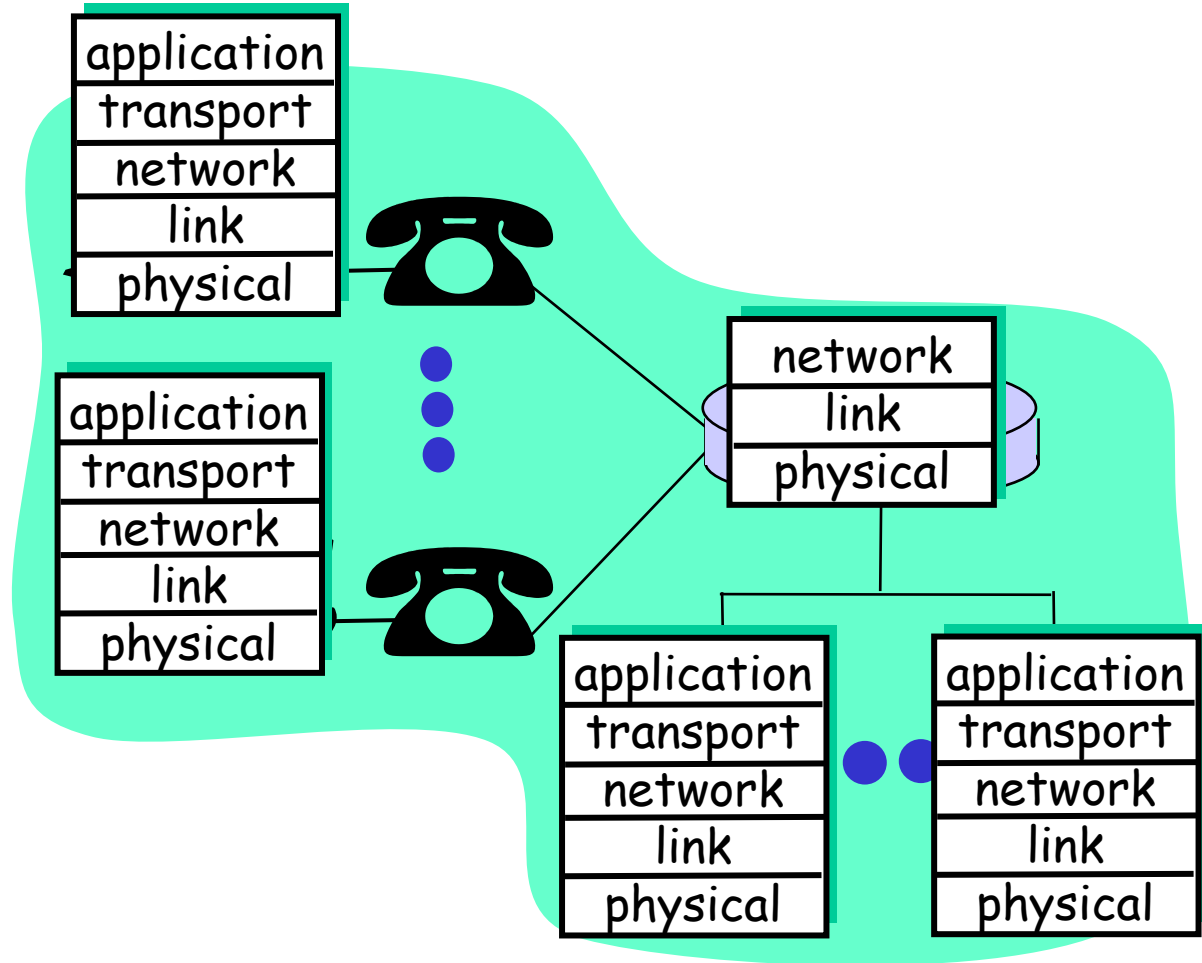 application
transport
network
link
physical
application
transport
network
link
physical
network
link
physical
application
transport
network
link
physical
application
transport
network
link
physical